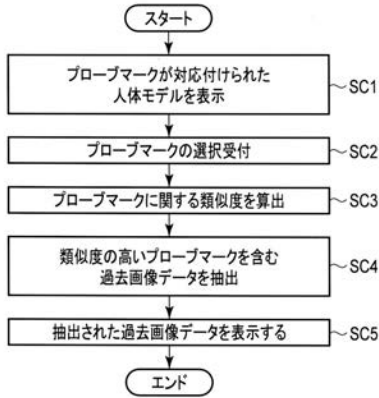 スタート
プローブマークが対応付けられた
人体モデルを表示
SC1
プローブマークの選択受付
SC2
プローブマークに関する類似度を算出
SC3
類似度の高いプローブマークを含む
過去画像データを抽出
SC4
抽出された過去画像データを表示する
SC5
エンド